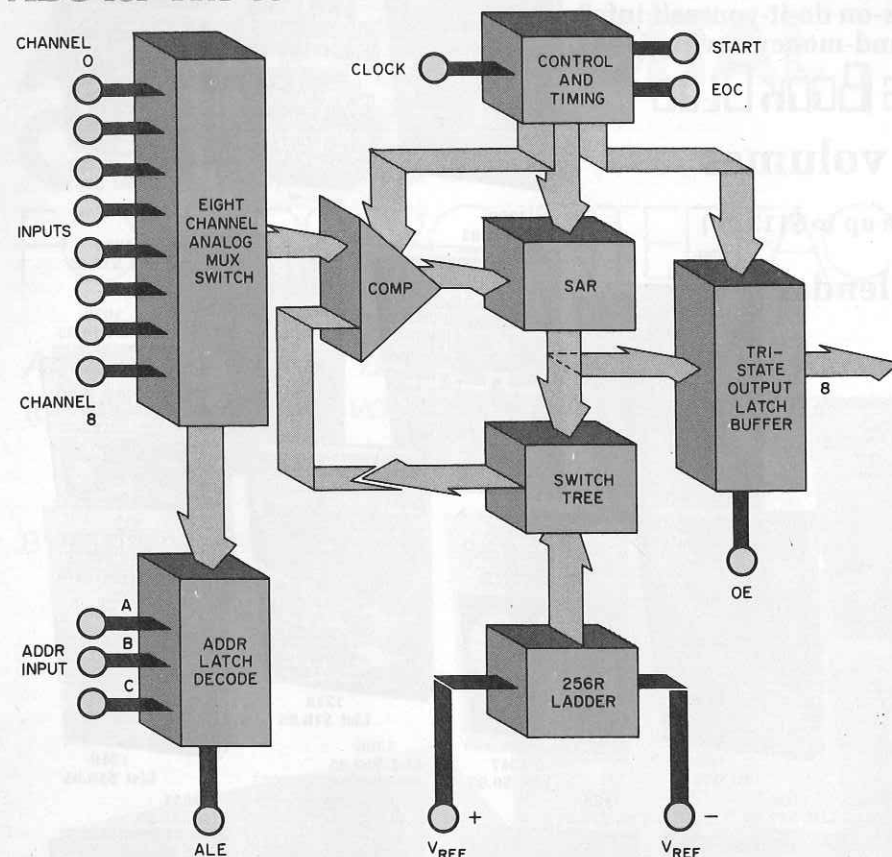 CHANNEL
0
INPUTS
CHANNEL
8
EIGHT
CHANNEL
ANALOG
MUX
SWITCH
CLOCK
CONTROL
AND
TIMING
START
EOC
COMP
SAR
TRI-
STATE
OUTPUT
LATCH
BUFFER
8
OE
SWITCH
TREE
256R
LADDER
VREF +
VREF −
ADDR
INPUT
A
B
C
ADDR
LATCH
DECODE
ALE